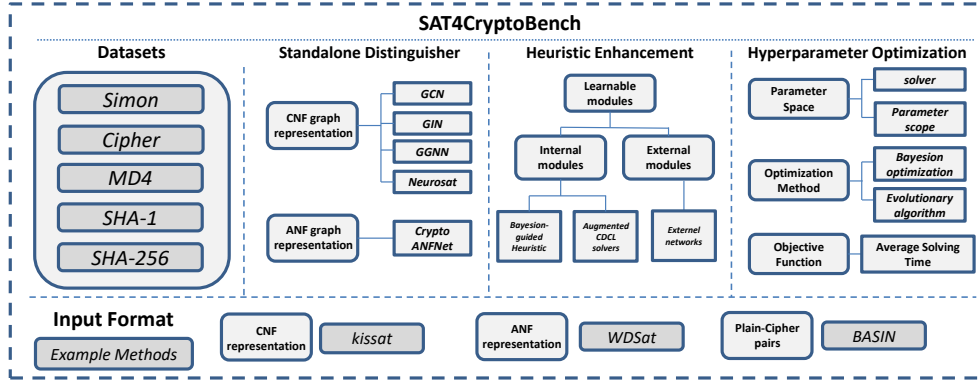 SAT4CryptoBench
Datasets
Simon
Cipher
MD4
SHA-1
SHA-256
Standalone Distinguisher
CNF graph
representation
GCN
GIN
GGNN
Neurosat
ANF graph
representation
Crypto
ANFNet
Heuristic Enhancement
Learnable
modules
Internal
modules
External
modules
Bayesion-
guided
Heuristic
Augmented
CDCL
solvers
Externel
networks
Hyperparameter Optimization
Parameter
Space
solver
Parameter
scope
Optimization
Method
Bayesion
optimization
Evolutionary
algorithm
Objective
Function
Average Solving
Time
Input Format
Example Methods
CNF
representation
kissat
ANF
representation
WDSat
Plain-Cipher
pairs
BASIN